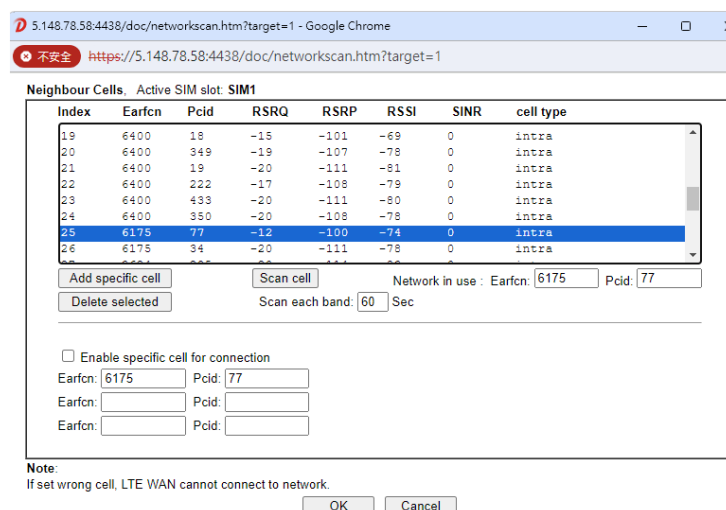 5.148.78.58:4438/doc/networkscan.htm?target=1 - Google Chrome
不安全 https://5.148.78.58:4438/doc/networkscan.htm?target=1
Neighbour Cells, Active SIM slot: SIM1
Index Earfcn Pcid RSRQ RSRP RSSI SINR cell type
19 6400 18 -15 -101 -69 0 intra
20 6400 349 -19 -107 -78 0 intra
21 6400 19 -20 -111 -81 0 intra
22 6400 222 -17 -108 -79 0 intra
23 6400 433 -20 -111 -80 0 intra
24 6400 350 -20 -108 -78 0 intra
25 6175 77 -12 -100 -74 0 intra
26 6175 34 -20 -111 -78 0 intra
Add specific cell Scan cell Network in use : Earfcn: 6175 Pcid: 77
Delete selected Scan each band: 60 Sec
Enable specific cell for connection
Earfcn: 6175 Pcid: 77
Earfcn: Pcid:
Earfcn: Pcid:
Note:
If set wrong cell, LTE WAN cannot connect to network.
OK Cancel